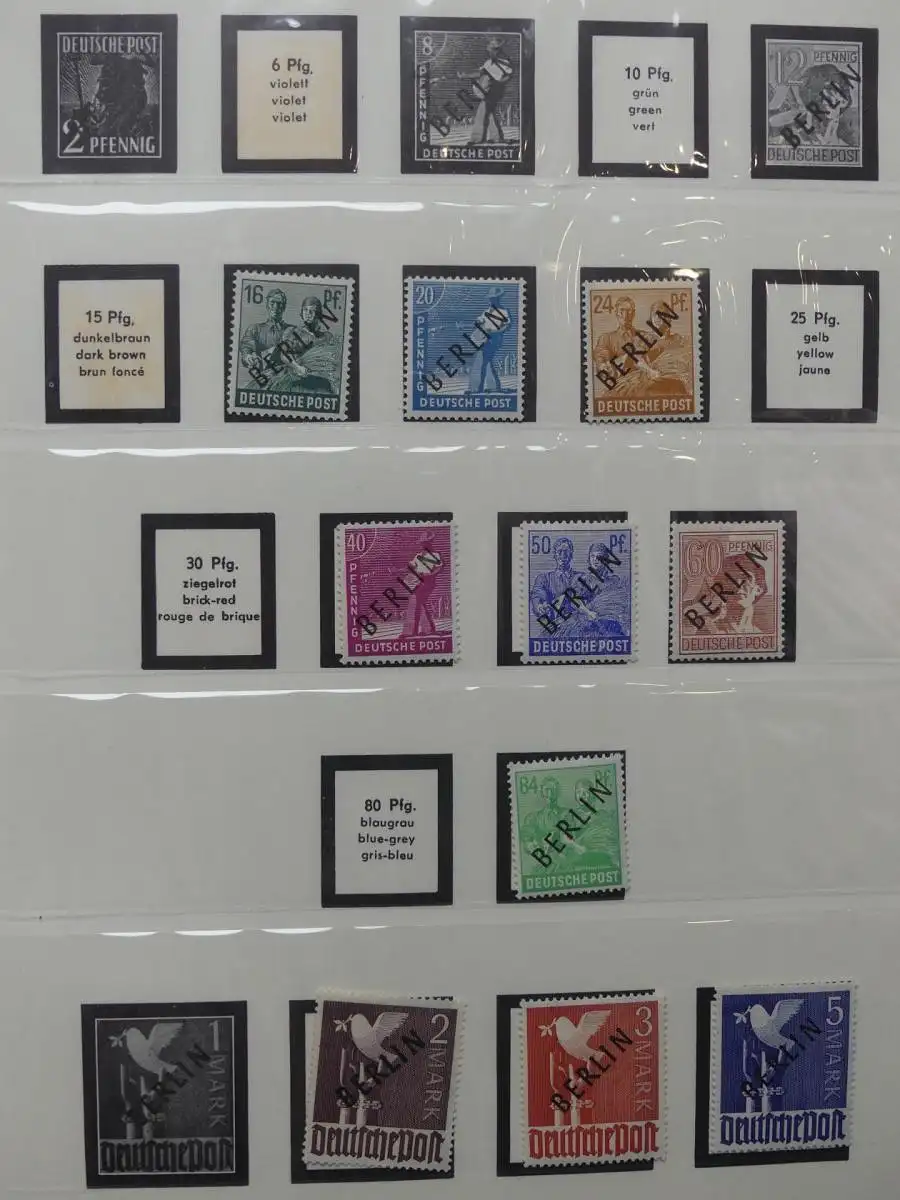 DEUTSCHE POST
2 PFENNIG
6 Pfg,
violett
violet
violet
8
PFENNIG
BERLIN
DEUTSCHE POST
10 Pfg,
grün
green
vert
12 PFENNIG
BERLIN
DEUTSCHE POST
15 Pfg,
dunkelbraun
dark brown
brun foncé
16 Pf.
BERLIN
DEUTSCHE POST
20
PFENNIG
BERLIN
DEUTSCHE POST
24 Pf.
BERLIN
DEUTSCHE POST
25 Pfg.
gelb
yellow
jaune
30 Pfg.
ziegelrot
brick-red
rouge de brique
40
PFENNIG
BERLIN
DEUTSCHE POST
50 Pf.
BERLIN
DEUTSCHE POST
60 PFENNIG
BERLIN
DEUTSCHE POST
80 Pfg.
blaugrau
blue-grey
gris-bleu
84 Pf.
BERLIN
DEUTSCHE POST
1 MARK
BERLIN
Deutsche Post
2 MARK
BERLIN
Deutsche Post
3 MARK
BERLIN
Deutsche Post
5 MARK
BERLIN
Deutsche Post